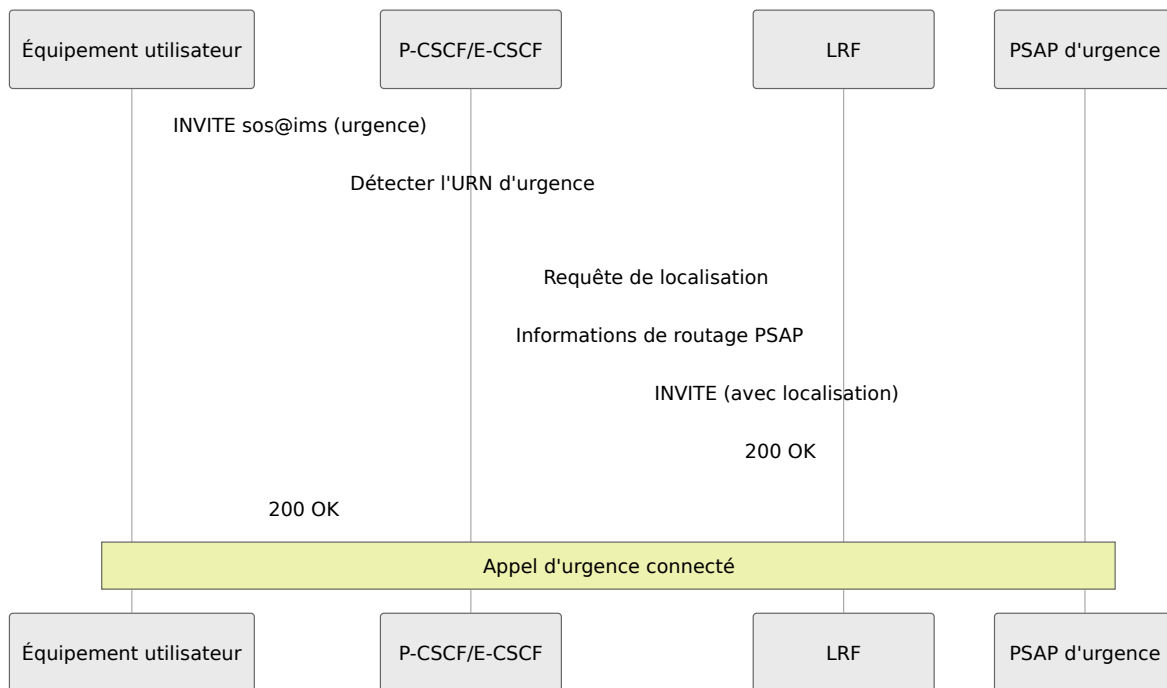 Équipement utilisateur
P-CSCF/E-CSCF
LRF
PSAP d'urgence
INVITE sos@ims (urgence)
Détecter l'URN d'urgence
Requête de localisation
Informations de routage PSAP
INVITE (avec localisation)
200 OK
200 OK
Appel d'urgence connecté
Équipement utilisateur
P-CSCF/E-CSCF
LRF
PSAP d'urgence